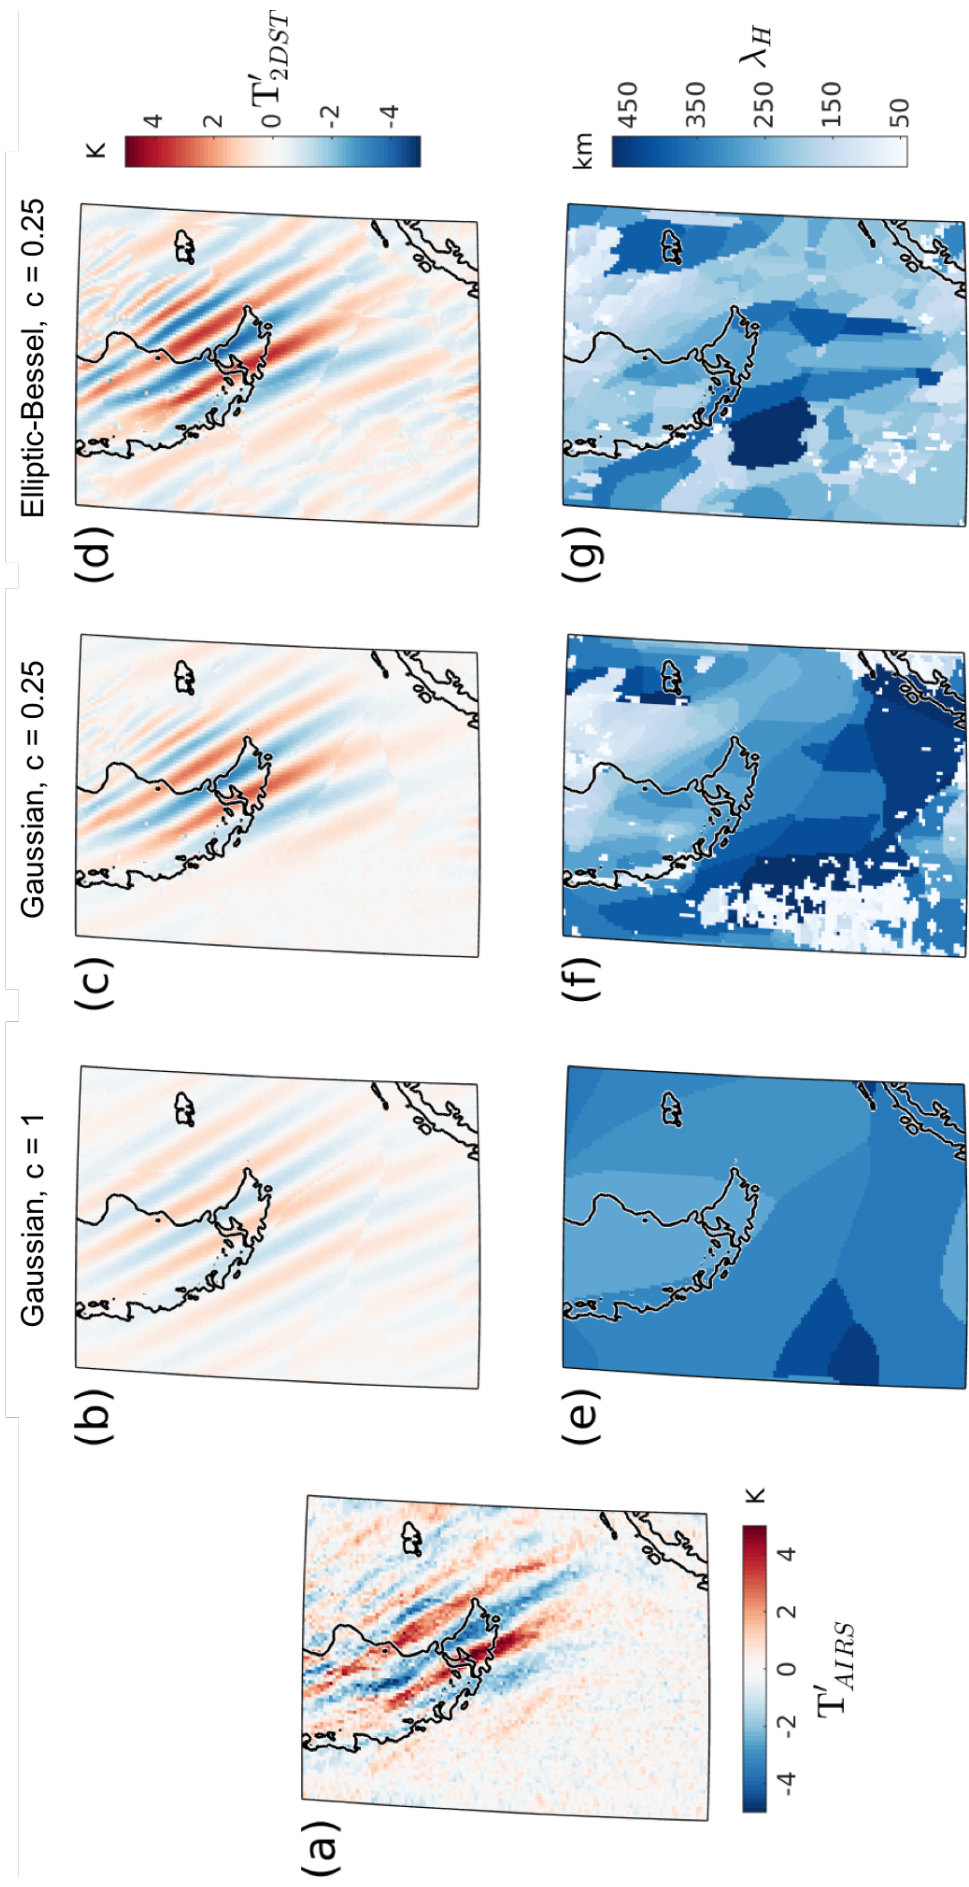 Gaussian, c = 1
Gaussian, c = 0.25
Elliptic-Bessel, c = 0.25
(a)
K
-4
-2
0
2
4
T′AIRS
(b)
(c)
(d)
K
4
2
0
-2
-4
T′2DST
(e)
(f)
(g)
km
450
350
250
150
50
λH